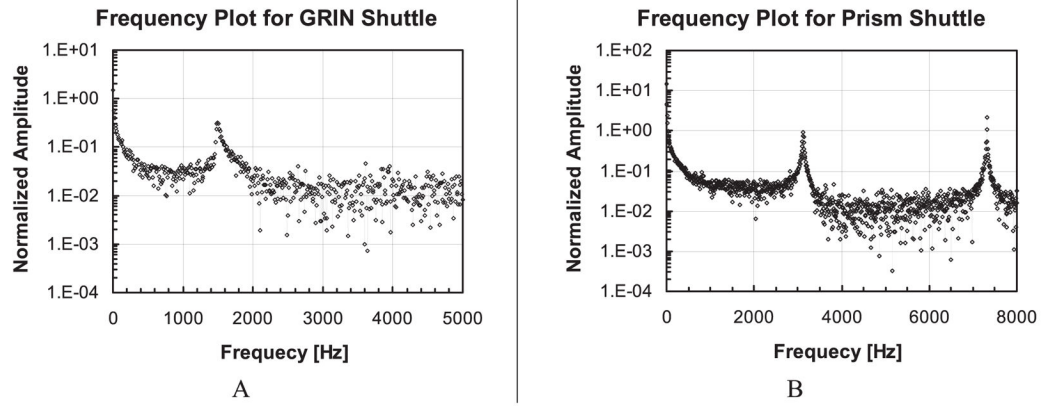 Frequency Plot for GRIN Shuttle
1.E+01
1.E+00
1.E-01
1.E-02
1.E-03
1.E-04
Normalized Amplitude
0 1000 2000 3000 4000 5000
Frequecy [Hz]
A
Frequency Plot for Prism Shuttle
1.E+02
1.E+01
1.E+00
1.E-01
1.E-02
1.E-03
1.E-04
Normalized Amplitude
0 2000 4000 6000 8000
Frequecy [Hz]
B